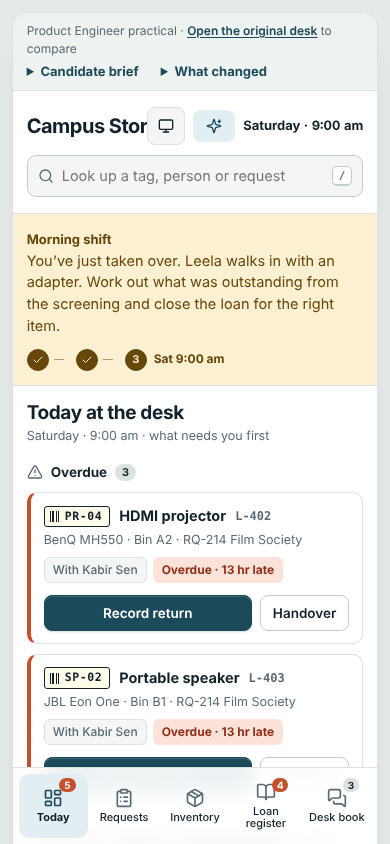 Product Engineer practical · Open the original desk to
compare
Candidate brief What changed
Campus Stor
Saturday · 9:00 am
Look up a tag, person or request /
Morning shift
You’ve just taken over. Leela walks in with an
adapter. Work out what was outstanding from
the screening and close the loan for the right
item.
3 Sat 9:00 am
Today at the desk
Saturday · 9:00 am · what needs you first
Overdue 3
PR-04 HDMI projector L-402
BenQ MH550 · Bin A2 · RQ-214 Film Society
With Kabir Sen Overdue · 13 hr late
Record return Handover
SP-02 Portable speaker L-403
JBL Eon One · Bin B1 · RQ-214 Film Society
With Kabir Sen Overdue · 13 hr late
5 4 3
Today Requests Inventory Loan register Desk book